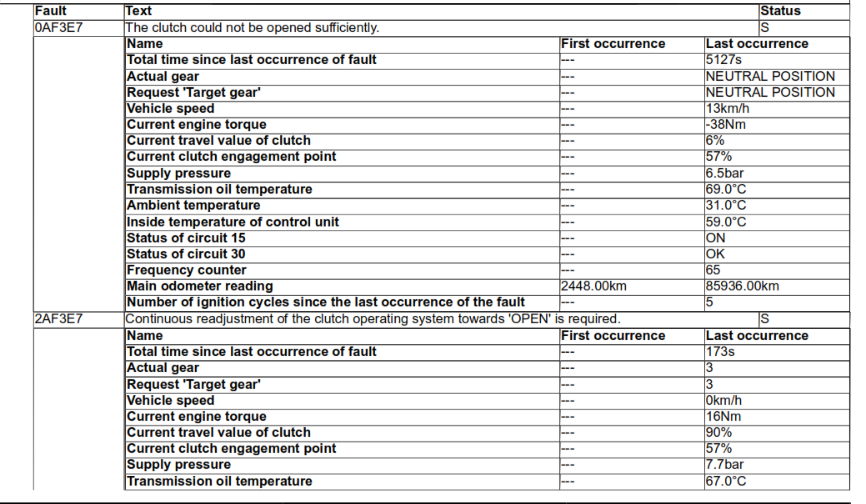 Fault Text Status
0AF3E7 The clutch could not be opened sufficiently. S
Name First occurrence Last occurrence
Total time since last occurrence of fault --- 5127s
Actual gear --- NEUTRAL POSITION
Request 'Target gear' --- NEUTRAL POSITION
Vehicle speed --- 13km/h
Current engine torque --- -38Nm
Current travel value of clutch --- 6%
Current clutch engagement point --- 57%
Supply pressure --- 6.5bar
Transmission oil temperature --- 69.0°C
Ambient temperature --- 31.0°C
Inside temperature of control unit --- 59.0°C
Status of circuit 15 --- ON
Status of circuit 30 --- OK
Frequency counter --- 65
Main odometer reading 2448.00km 85936.00km
Number of ignition cycles since the last occurrence of the fault --- 5
2AF3E7 Continuous readjustment of the clutch operating system towards 'OPEN' is required. S
Name First occurrence Last occurrence
Total time since last occurrence of fault --- 173s
Actual gear --- 3
Request 'Target gear' --- 3
Vehicle speed --- 0km/h
Current engine torque --- 16Nm
Current travel value of clutch --- 90%
Current clutch engagement point --- 57%
Supply pressure --- 7.7bar
Transmission oil temperature --- 67.0°C